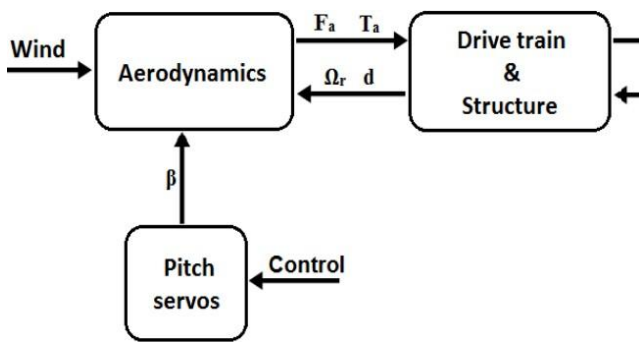 Wind
Aerodynamics
Fa Ta
Ωr d
Drive train
&
Structure
β
Pitch
servos
Control